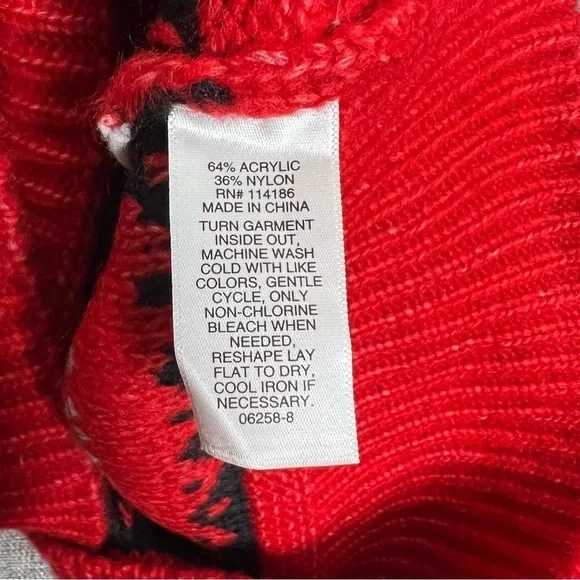 64% ACRYLIC
36% NYLON
RN# 114186
MADE IN CHINA
TURN GARMENT
INSIDE OUT,
MACHINE WASH
COLD WITH LIKE
COLORS, GENTLE
CYCLE, ONLY
NON-CHLORINE
BLEACH WHEN
NEEDED,
RESHAPE LAY
FLAT TO DRY,
COOL IRON IF
NECESSARY.
06258-8